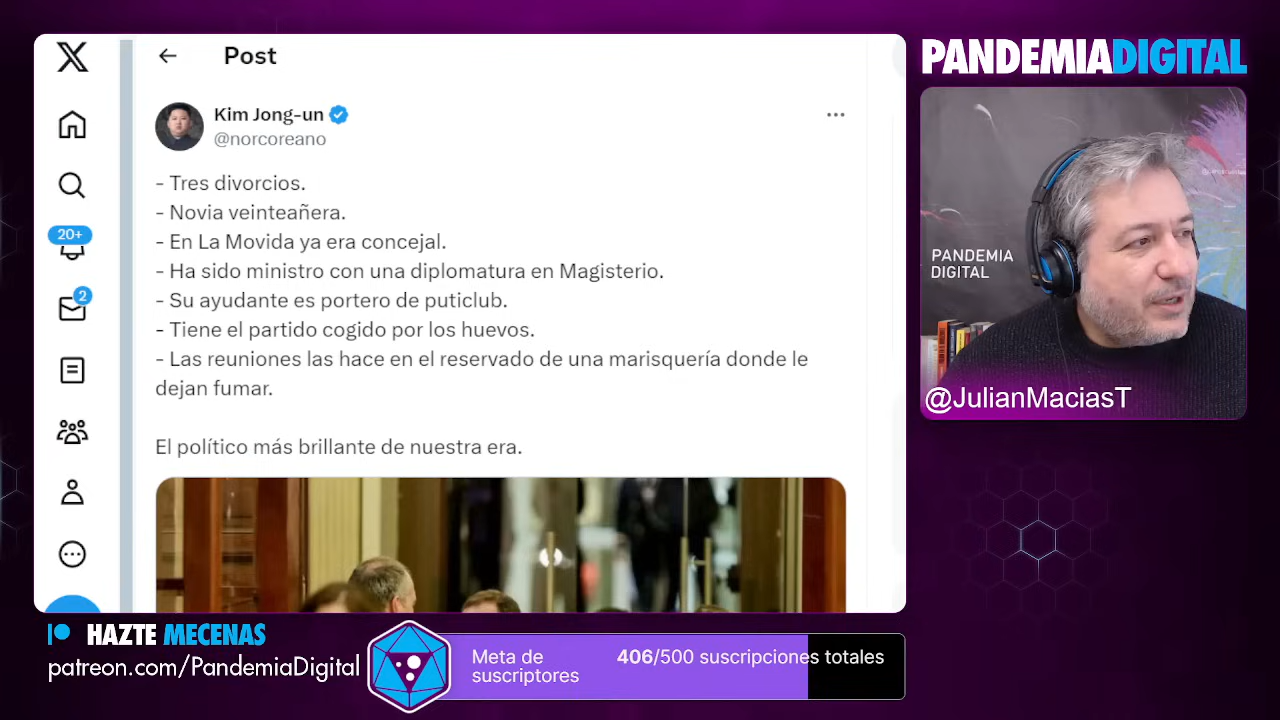 Post
Kim Jong-un
@norcoreano
- Tres divorcios.
- Novia veinteañera.
- En La Movida ya era concejal.
- Ha sido ministro con una diplomatura en Magisterio.
- Su ayudante es portero de puticlub.
- Tiene el partido cogido por los huevos.
- Las reuniones las hace en el reservado de una marisquería donde le
dejan fumar.
El político más brillante de nuestra era.
20+
2
PANDEMIADIGITAL
PANDEMIA
DIGITAL
@JulianMaciasT
HAZTE MECENAS
patreon.com/PandemiaDigital
Meta de
suscriptores
406/500 suscripciones totales